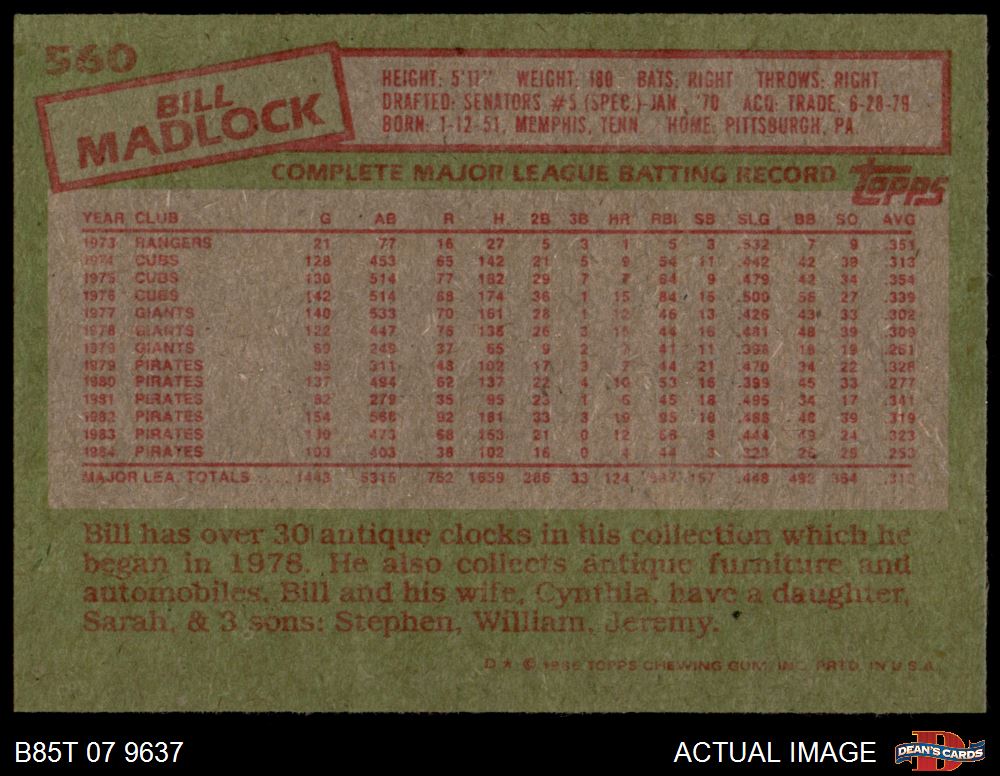 560
BILL
MADLOCK
HEIGHT: 5'11" WEIGHT: 180 BATS: RIGHT THROWS: RIGHT
DRAFTED: SENATORS #5 (SPEC.)-JAN., '70 ACQ: TRADE, 6-28-79
BORN: 1-12-51, MEMPHIS, TENN. HOME: PITTSBURGH, PA.
COMPLETE MAJOR LEAGUE BATTING RECORD
TOPPS
YEAR CLUB G AB R H 2B 3B HR RBI SB SLG BB SO AVG
1973 RANGERS 21 77 16 27 5 3 1 5 3 .532 7 9 .351
1974 CUBS 128 453 65 142 21 5 9 54 11 .442 42 39 .313
1975 CUBS 130 514 77 182 29 7 7 64 9 .479 42 34 .354
1976 CUBS 142 514 68 174 36 1 15 84 15 .500 56 27 .339
1977 GIANTS 140 533 70 161 28 1 12 46 13 .426 43 33 .302
1978 GIANTS 122 447 76 138 26 3 15 44 16 .481 48 39 .309
1979 GIANTS 69 249 37 65 9 2 7 41 11 .398 18 19 .261
1979 PIRATES 85 311 48 102 17 3 7 44 21 .470 34 22 .328
1980 PIRATES 137 494 62 137 22 4 10 53 16 .399 45 33 .277
1981 PIRATES 82 279 35 95 23 1 6 45 18 .495 34 17 .341
1982 PIRATES 154 568 92 181 33 3 19 95 18 .488 48 39 .319
1983 PIRATES 130 473 68 153 21 0 12 68 3 .444 49 24 .323
1984 PIRATES 103 403 38 102 16 0 4 44 3 .323 26 29 .253
MAJOR LEA. TOTALS 1443 5315 752 1659 286 33 124 687 157 .448 492 364 .312
Bill has over 30 antique clocks in his collection which he
began in 1978. He also collects antique furniture and
automobiles. Bill and his wife, Cynthia, have a daughter,
Sarah, & 3 sons: Stephen, William, Jeremy.
D * © 1985 TOPPS CHEWING GUM, INC. PRTD. IN U.S.A.
B85T 07 9637
ACTUAL IMAGE
DEAN'S CARDS